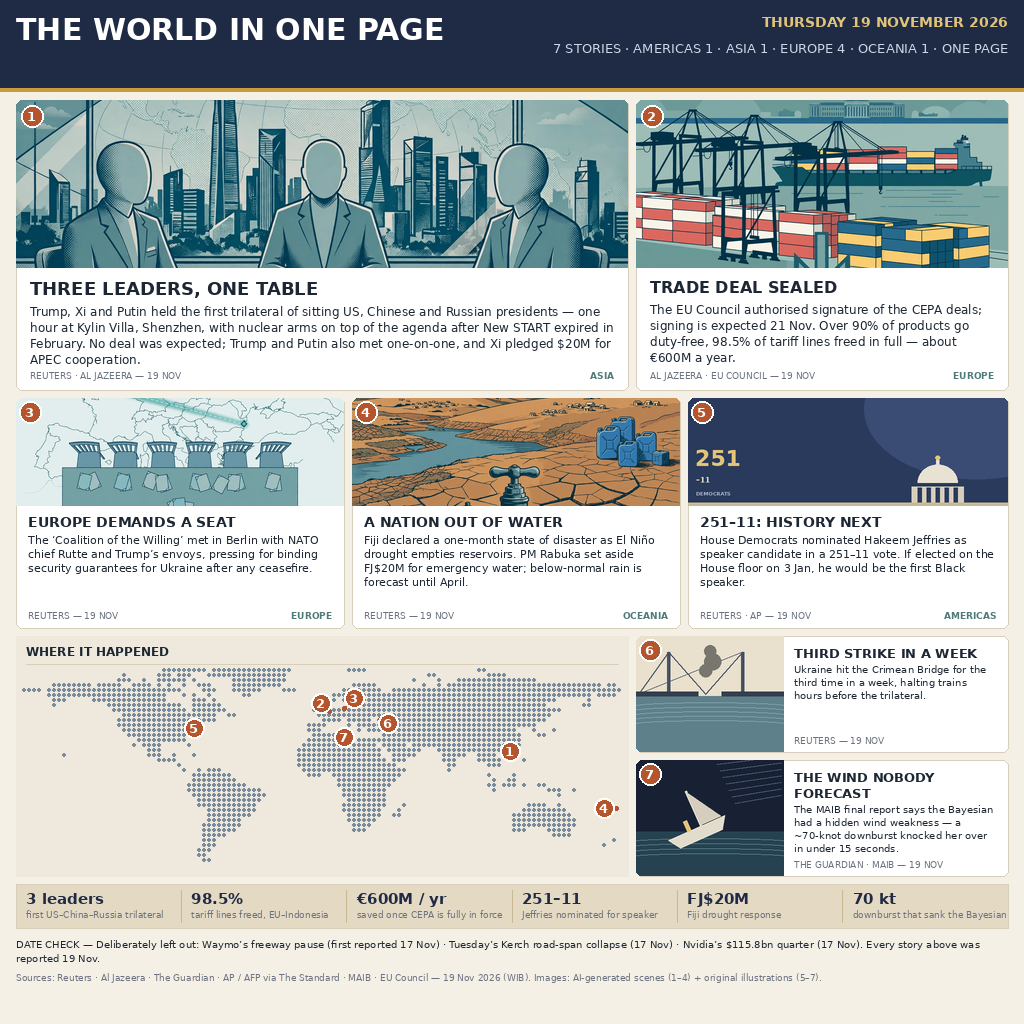 THE WORLD IN ONE PAGE
THURSDAY 19 NOVEMBER 2026
7 STORIES · AMERICAS 1 · ASIA 1 · EUROPE 4 · OCEANIA 1 · ONE PAGE
1
THREE LEADERS, ONE TABLE
Trump, Xi and Putin held the first trilateral of sitting US, Chinese and Russian presidents — one
hour at Kylin Villa, Shenzhen, with nuclear arms on top of the agenda after New START expired in
February. No deal was expected; Trump and Putin also met one-on-one, and Xi pledged $20M for
APEC cooperation.
REUTERS · AL JAZEERA — 19 NOV
ASIA
2
TRADE DEAL SEALED
The EU Council authorised signature of the CEPA deals;
signing is expected 21 Nov. Over 90% of products go
duty-free, 98.5% of tariff lines freed in full — about
€600M a year.
AL JAZEERA · EU COUNCIL — 19 NOV
EUROPE
3
EUROPE DEMANDS A SEAT
The ‘Coalition of the Willing’ met in Berlin with NATO
chief Rutte and Trump’s envoys, pressing for binding
security guarantees for Ukraine after any ceasefire.
REUTERS — 19 NOV
EUROPE
4
A NATION OUT OF WATER
Fiji declared a one-month state of disaster as El Niño
drought empties reservoirs. PM Rabuka set aside
FJ$20M for emergency water; below-normal rain is
forecast until April.
REUTERS — 19 NOV
OCEANIA
5
251
–11
DEMOCRATS
251–11: HISTORY NEXT
House Democrats nominated Hakeem Jeffries as
speaker candidate in a 251–11 vote. If elected on the
House floor on 3 Jan, he would be the first Black
speaker.
REUTERS · AP — 19 NOV
AMERICAS
WHERE IT HAPPENED
2
3
5
6
7
1
4
6
THIRD STRIKE IN A WEEK
Ukraine hit the Crimean Bridge for the
third time in a week, halting trains
hours before the trilateral.
REUTERS — 19 NOV
7
THE WIND NOBODY
FORECAST
The MAIB final report says the Bayesian
had a hidden wind weakness — a
~70-knot downburst knocked her over
in under 15 seconds.
THE GUARDIAN · MAIB — 19 NOV
3 leaders
first US–China–Russia trilateral
98.5%
tariff lines freed, EU–Indonesia
€600M / yr
saved once CEPA is fully in force
251–11
Jeffries nominated for speaker
FJ$20M
Fiji drought response
70 kt
downburst that sank the Bayesian
DATE CHECK — Deliberately left out: Waymo’s freeway pause (first reported 17 Nov) · Tuesday’s Kerch road-span collapse (17 Nov) · Nvidia’s $115.8bn quarter (17 Nov). Every story above was
reported 19 Nov.
Sources: Reuters · Al Jazeera · The Guardian · AP / AFP via The Standard · MAIB · EU Council — 19 Nov 2026 (WIB). Images: AI-generated scenes (1–4) + original illustrations (5–7).